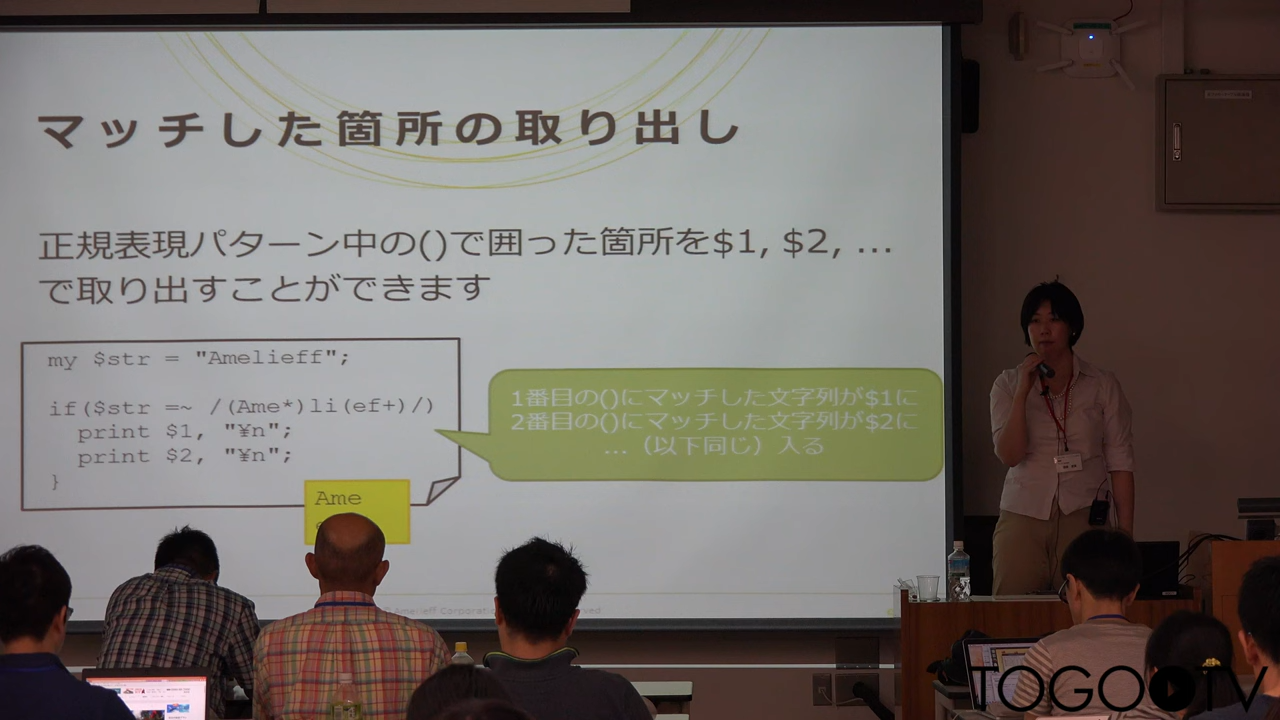 マッチした箇所の取り出し
正規表現パターン中の()で囲った箇所を$1, $2, ...
で取り出すことができます
my $str = "Amelieff";
if($str =~ /(Ame*)li(ef+)/)
print $1, "¥n";
print $2, "¥n";
}
1番目の()にマッチした文字列が$1に
2番目の()にマッチした文字列が$2に
...（以下同じ）入る
Ame
© Amelieff Corporation
TOGO TV